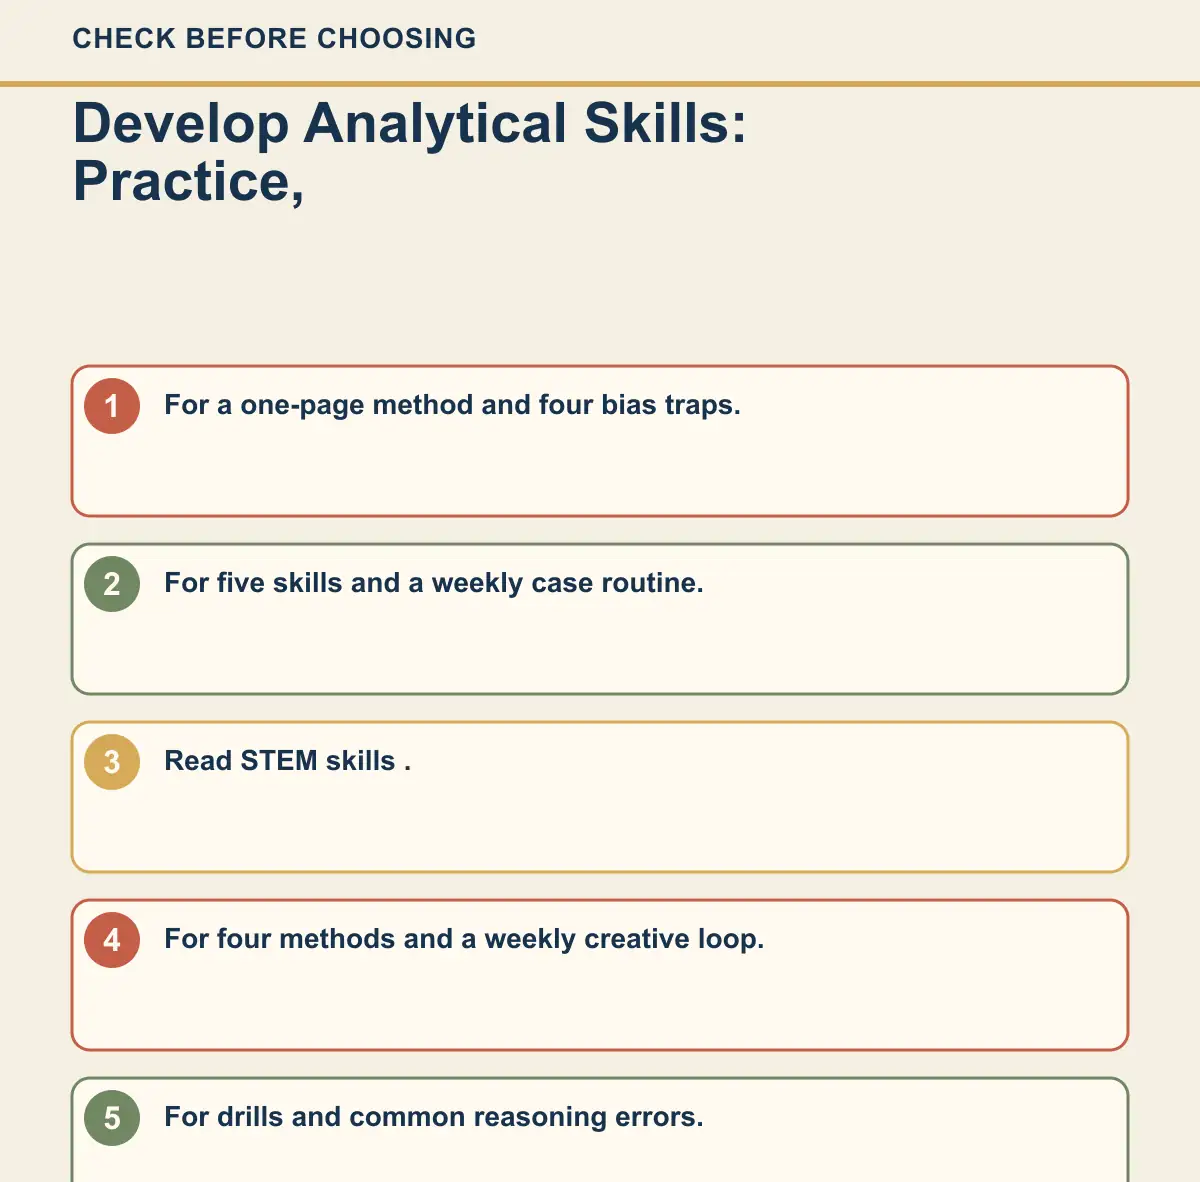 CHECK BEFORE CHOOSING
Develop Analytical Skills:
Practice,
1 For a one-page method and four bias traps.
2 For five skills and a weekly case routine.
3 Read STEM skills .
4 For four methods and a weekly creative loop.
5 For drills and common reasoning errors.